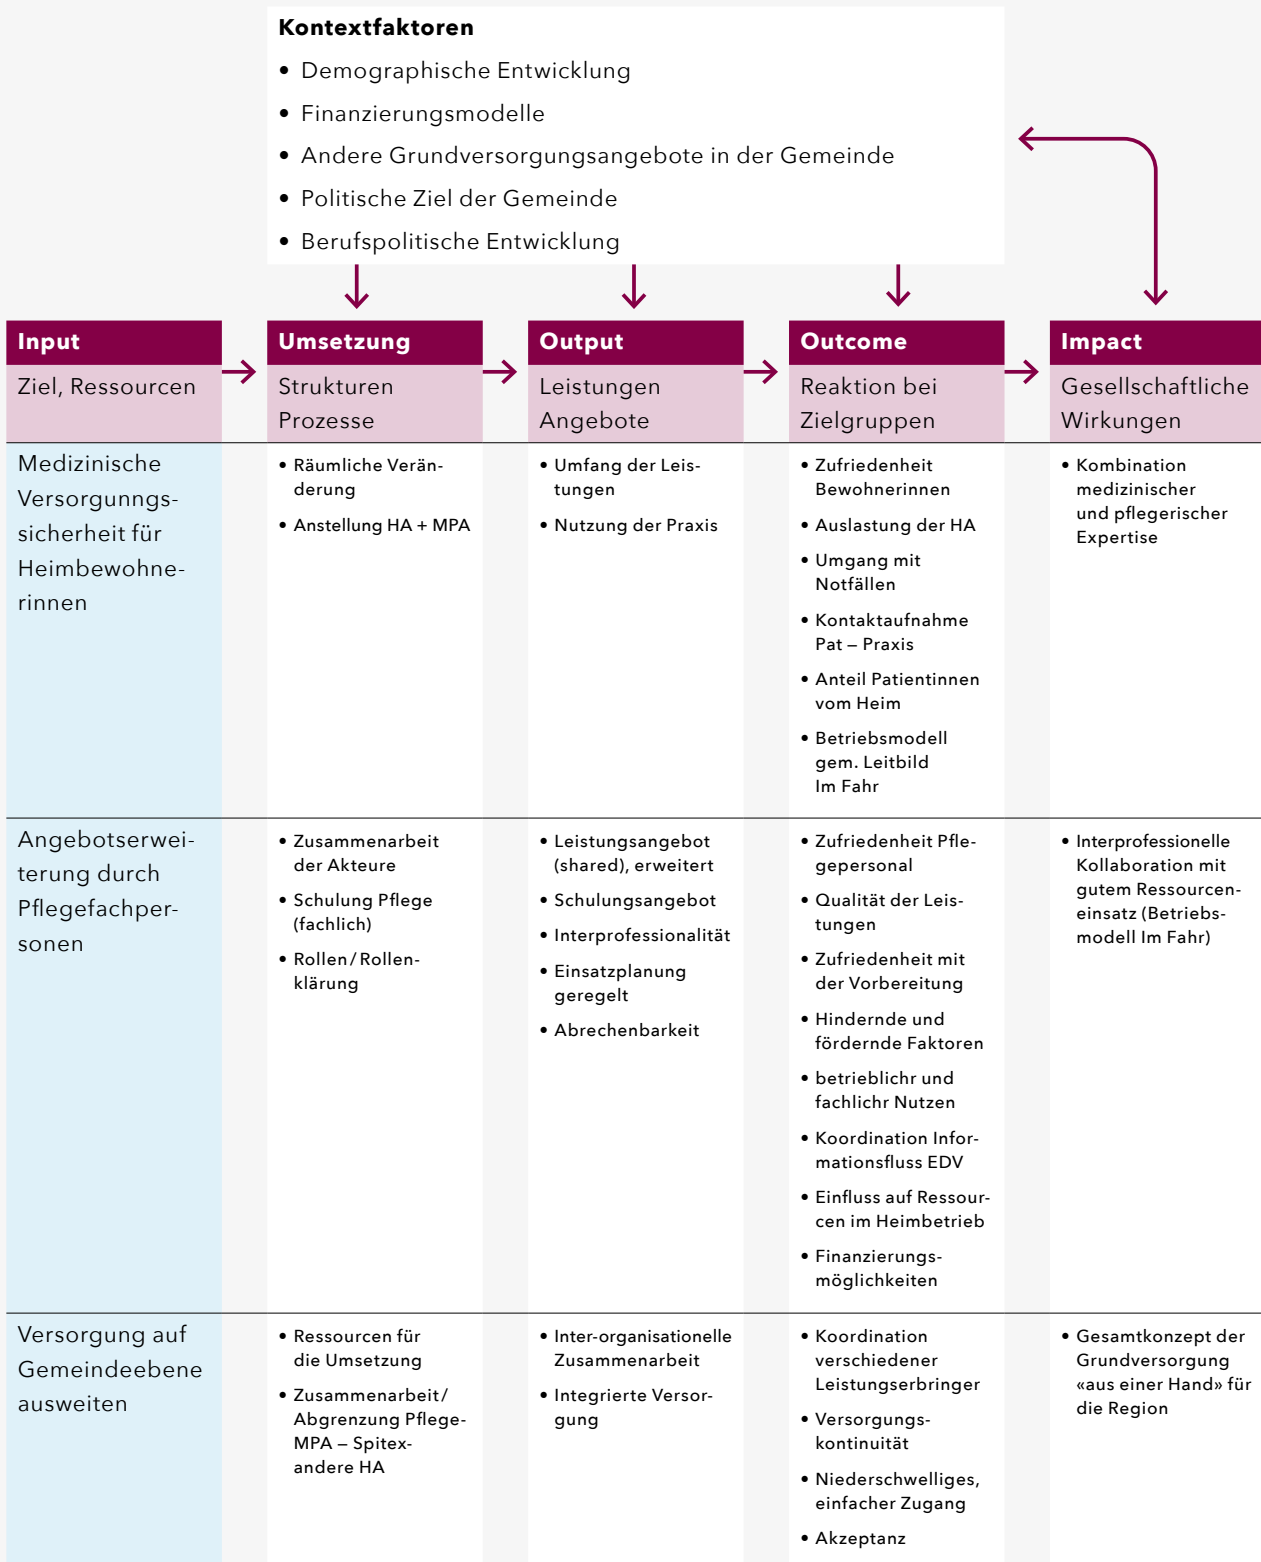 Kontextfaktoren
• Demographische Entwicklung
• Finanzierungsmodelle
• Andere Grundversorgungsangebote in der Gemeinde
• Politische Ziel der Gemeinde
• Berufspolitische Entwicklung
Input
Ziel, Ressourcen
Umsetzung
Strukturen
Prozesse
Output
Leistungen
Angebote
Outcome
Reaktion bei
Zielgruppen
Impact
Gesellschaftliche
Wirkungen
Medizinische
Versorgunngs-
sicherheit für
Heimbewohne-
rinnen
• Räumliche Verän-
derung
• Anstellung HA + MPA
• Umfang der Leis-
tungen
• Nutzung der Praxis
• Zufriedenheit
Bewohnerinnen
• Auslastung der HA
• Umgang mit
Notfällen
• Kontaktaufnahme
Pat – Praxis
• Anteil Patientinnen
vom Heim
• Betriebsmodell
gem. Leitbild
Im Fahr
• Kombination
medizinischer
und pflegerischer
Expertise
Angebotserwei-
terung durch
Pflegefachper-
sonen
• Zusammenarbeit
der Akteure
• Schulung Pflege
(fachlich)
• Rollen / Rollen-
klärung
• Leistungsangebot
(shared), erweitert
• Schulungsangebot
• Interprofessionalität
• Einsatzplanung
geregelt
• Abrechenbarkeit
• Zufriedenheit Pfle-
gepersonal
• Qualität der Leis-
tungen
• Zufriedenheit mit
der Vorbereitung
• Hindernde und
fördernde Faktoren
• betrieblichr und
fachlichr Nutzen
• Koordination Infor-
mationsfluss EDV
• Einfluss auf Ressour-
cen im Heimbetrieb
• Finanzierungs-
möglichkeiten
• Interprofessionelle
Kollaboration mit
gutem Ressourcen-
einsatz (Betriebs-
modell Im Fahr)
Versorgung auf
Gemeindeebene
ausweiten
• Ressourcen für
die Umsetzung
• Zusammenarbeit /
Abgrenzung Pflege-
MPA – Spitex-
andere HA
• Inter-organisationelle
Zusammenarbeit
• Integrierte Versor-
gung
• Koordination
verschiedener
Leistungserbringer
• Versorgungs-
kontinuität
• Niederschwelliges,
einfacher Zugang
• Akzeptanz
• Gesamtkonzept der
Grundversorgung
«aus einer Hand» für
die Region